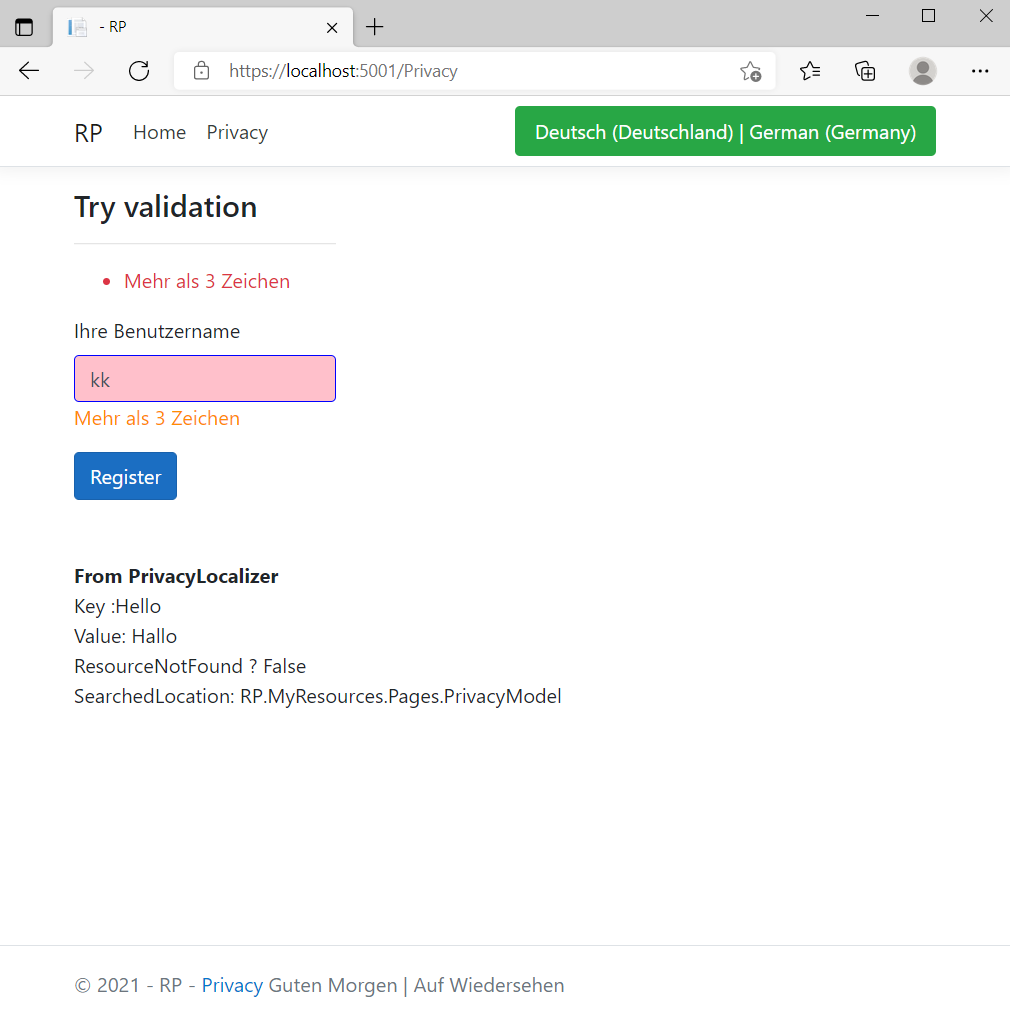 - RP
https://localhost:5001/Privacy
RP Home Privacy Deutsch (Deutschland) | German (Germany)
Try validation
Mehr als 3 Zeichen
Ihre Benutzername
kk
Mehr als 3 Zeichen
Register
From PrivacyLocalizer
Key :Hello
Value: Hallo
ResourceNotFound ? False
SearchedLocation: RP.MyResources.Pages.PrivacyModel
© 2021 - RP - Privacy Guten Morgen | Auf Wiedersehen